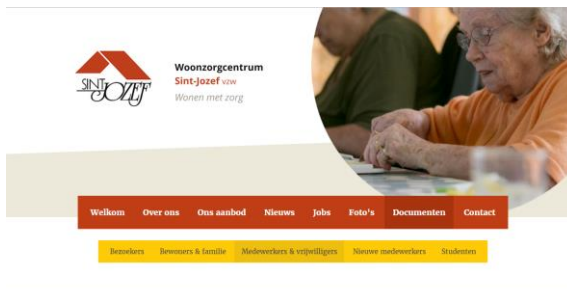 SINT
JOZEF
Woonzorgcentrum
Sint-Jozef vzw
Wonen met zorg
Welkom Over ons Ons aanbod Nieuws Jobs Foto's Documenten Contact
Bezoekers Bewoners & familie Medewerkers & vrijwilligers Nieuwe medewerkers Studenten